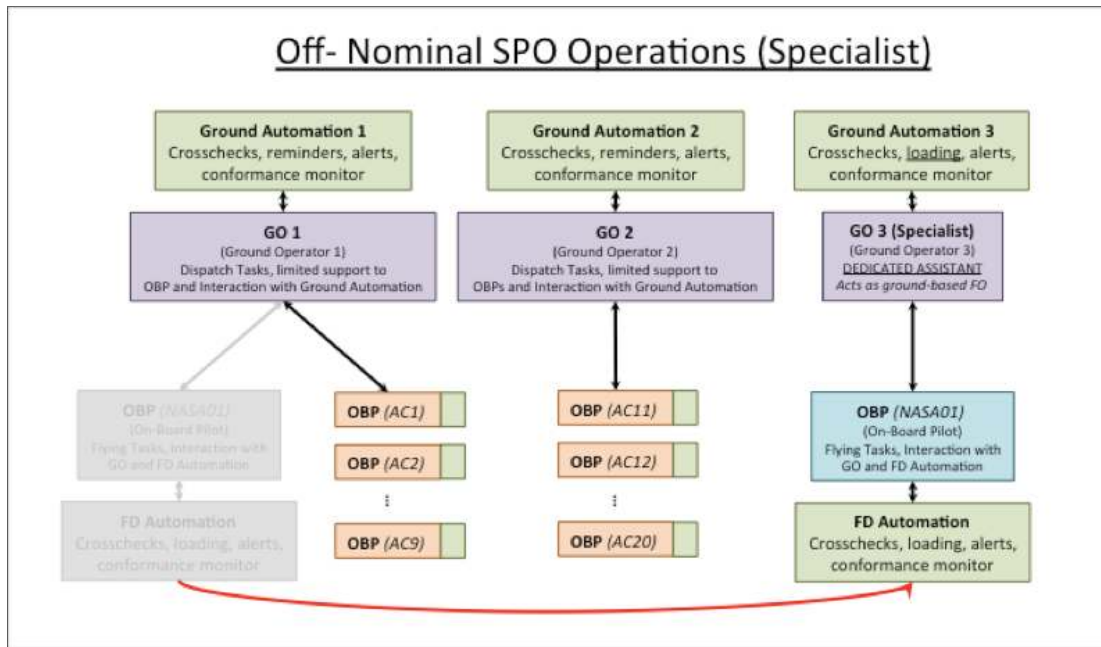 Off- Nominal SPO Operations (Specialist)
Ground Automation 1
Crosschecks, reminders, alerts,
conformance monitor
Ground Automation 2
Crosschecks, reminders, alerts,
conformance monitor
Ground Automation 3
Crosschecks, loading, alerts,
conformance monitor
GO 1
(Ground Operator 1)
Dispatch Tasks, limited support to
OBP and Interaction with Ground Automation
GO 2
(Ground Operator 2)
Dispatch Tasks, limited support to
OBPs and Interaction with Ground Automation
GO 3 (Specialist)
(Ground Operator 3)
DEDICATED ASSISTANT
Acts as ground-based FO
OBP (NASA01)
(On-Board Pilot)
Flying Tasks, Interaction with
GO and FD Automation
OBP (AC1)
OBP (AC2)
...
OBP (AC9)
OBP (AC11)
OBP (AC12)
...
OBP (AC20)
OBP (NASA01)
(On-Board Pilot)
Flying Tasks, Interaction with
GO and FD Automation
FD Automation
Crosschecks, loading, alerts,
conformance monitor
FD Automation
Crosschecks, loading, alerts,
conformance monitor